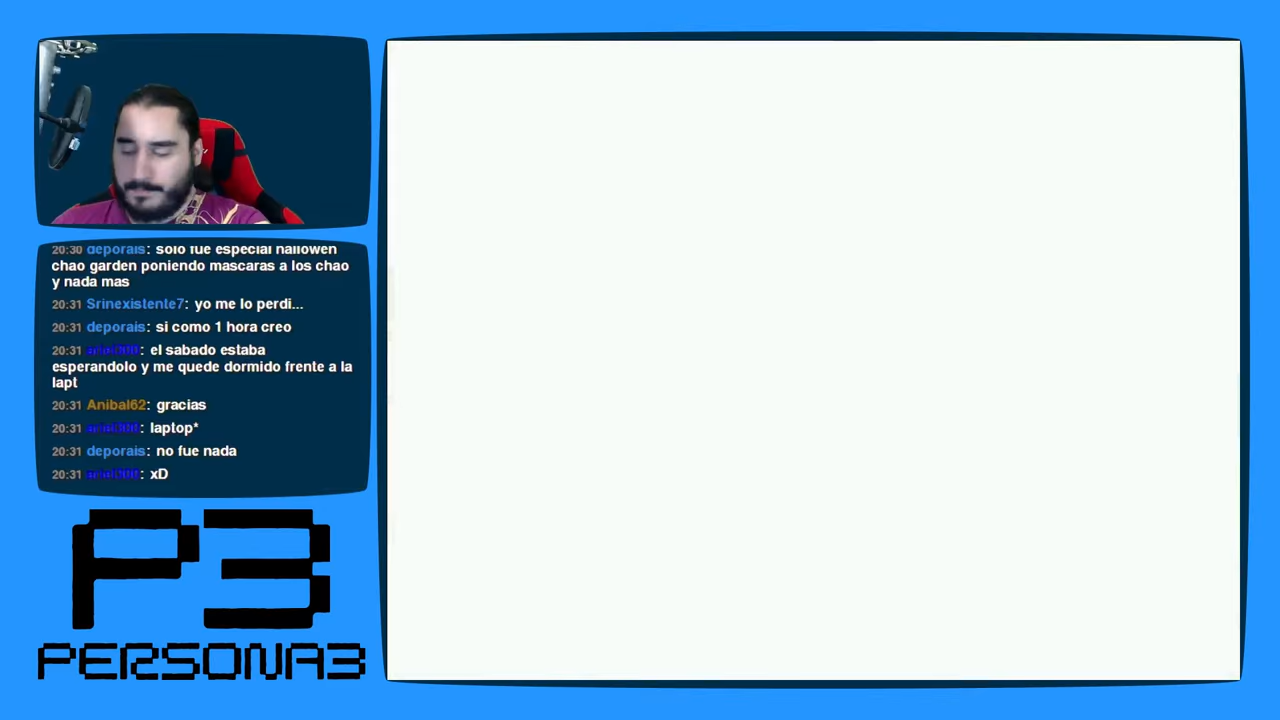 20:30 deporais: solo fue especial hallowen
chao garden poniendo mascaras a los chao
y nada mas
20:31 Srinexistente7: yo me lo perdi...
20:31 deporais: si como 1 hora creo
20:31 el sabado estaba
esperandolo y me quede dormido frente a la
lapt
20:31 Anibal62: gracias
20:31 laptop*
20:31 deporais: no fue nada
20:31 xD
P3
PERSONA3